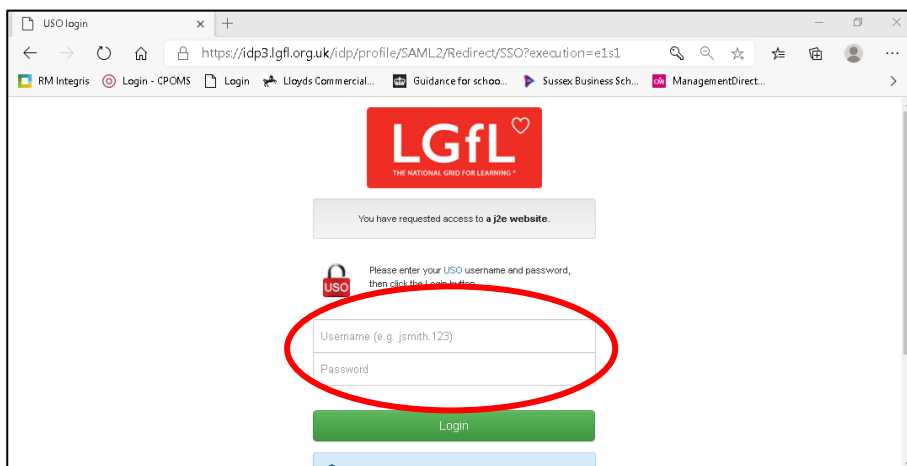 USO login
https://idp3.lgfl.org.uk/idp/profile/SAML2/Redirect/SSO?execution=e1s1
RM Integris Login - CPOMS Login Lloyds Commercial... Guidance for schoo... Sussex Business Sch... CMI ManagementDirect...
LGfL
THE NATIONAL GRID FOR LEARNING
You have requested access to a j2e website.
Please enter your USO username and password,
then click the Login button.
USO
Username (e.g. jsmith.123)
Password
Login